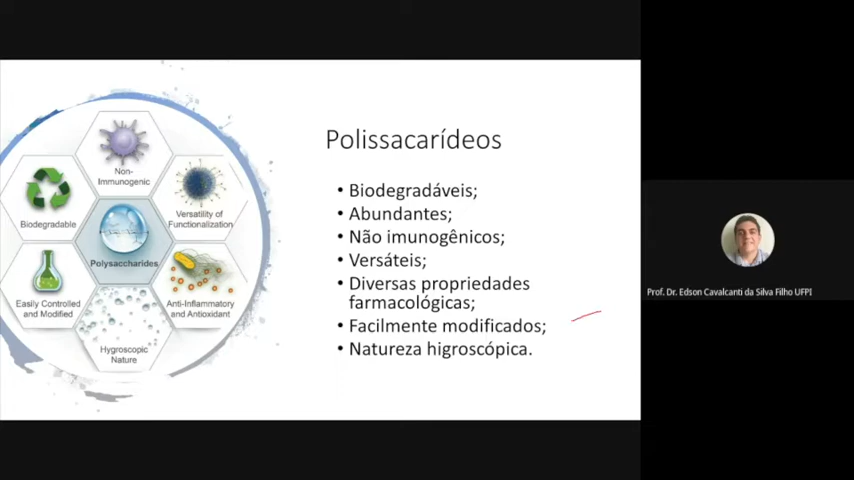 Polissacarídeos
• Biodegradáveis;
• Abundantes;
• Não imunogênicos;
• Versáteis;
• Diversas propriedades
farmacológicas;
• Facilmente modificados;
• Natureza higroscópica.
Non-
Immunogenic
Biodegradable
Versatility of
Functionalization
Polysaccharides
Easily Controlled
and Modified
Anti-Inflammatory
and Antioxidant
Hygroscopic
Nature
Prof. Dr. Edson Cavalcanti da Silva Filho UFPI